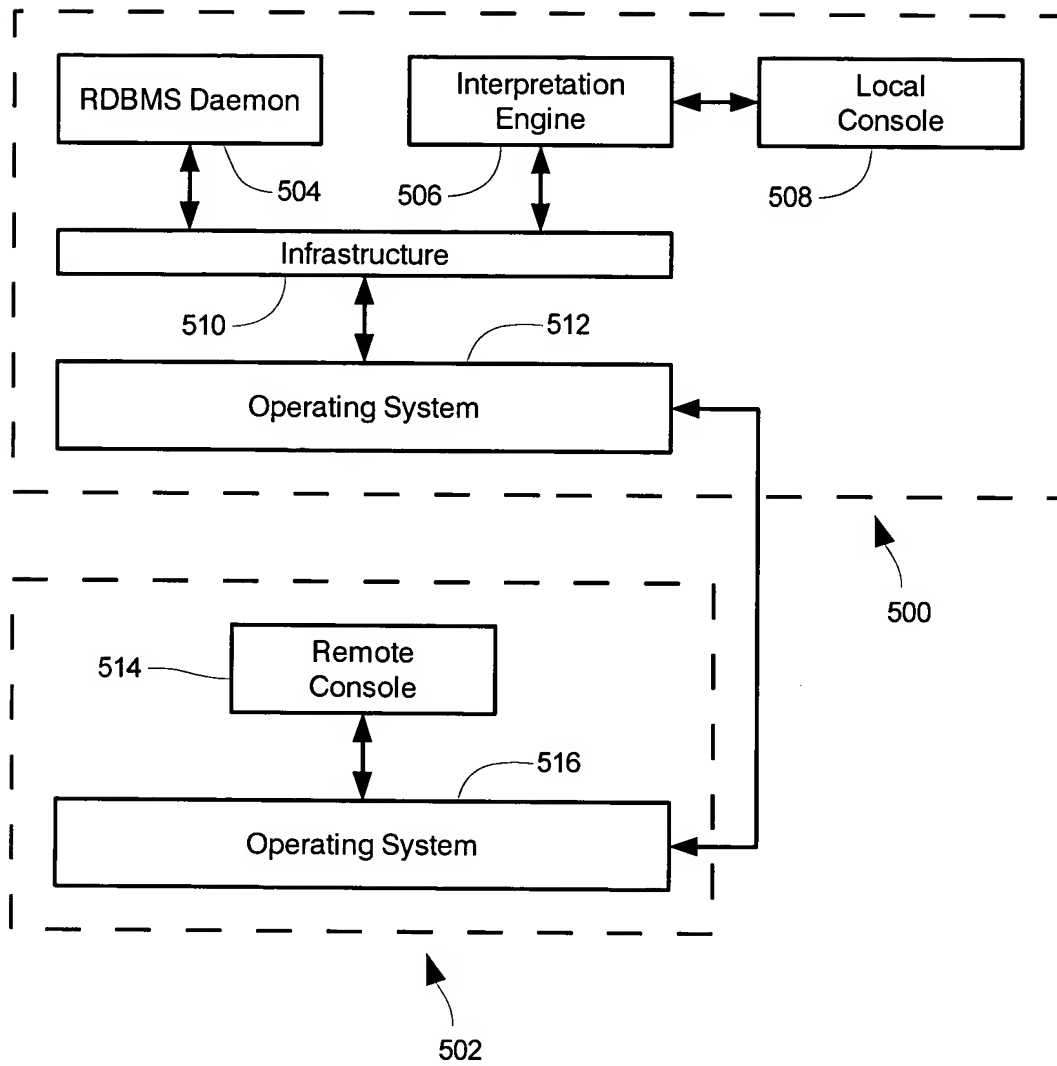 RDBMS Daemon
Interpretation
Engine
Local
Console
504
506
508
Infrastructure
510
512
Operating System
500
Remote
Console
514
516
Operating System
502